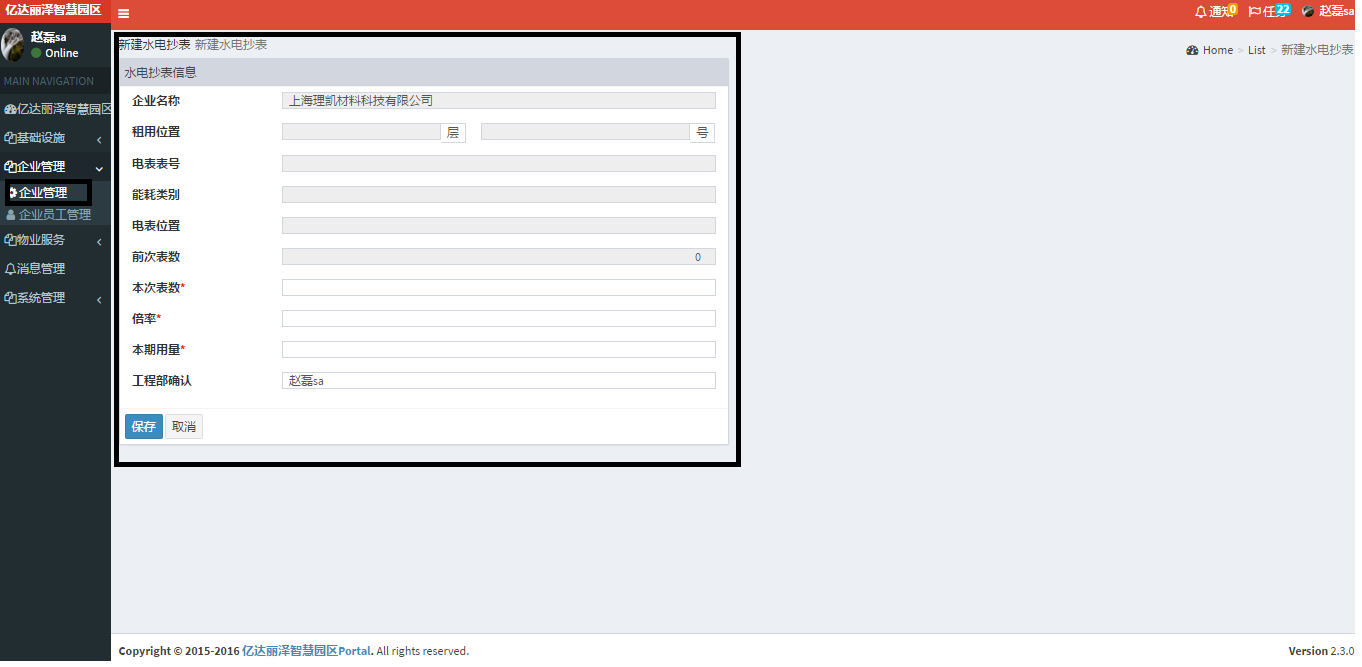 亿达丽泽智慧园区
通知 0 任务 22 赵磊sa
赵磊sa
Online
MAIN NAVIGATION
亿达丽泽智慧园区
基础设施
企业管理
企业管理
企业员工管理
物业服务
消息管理
系统管理
新建水电抄表 新建水电抄表
Home > List > 新建水电抄表
水电抄表信息
企业名称 上海理凯材料科技有限公司
租用位置 层 号
电表表号
能耗类别
电表位置
前次表数 0
本次表数*
倍率*
本期用量*
工程部确认 赵磊sa
保存 取消
Copyright © 2015-2016 亿达丽泽智慧园区Portal. All rights reserved.
Version 2.3.0